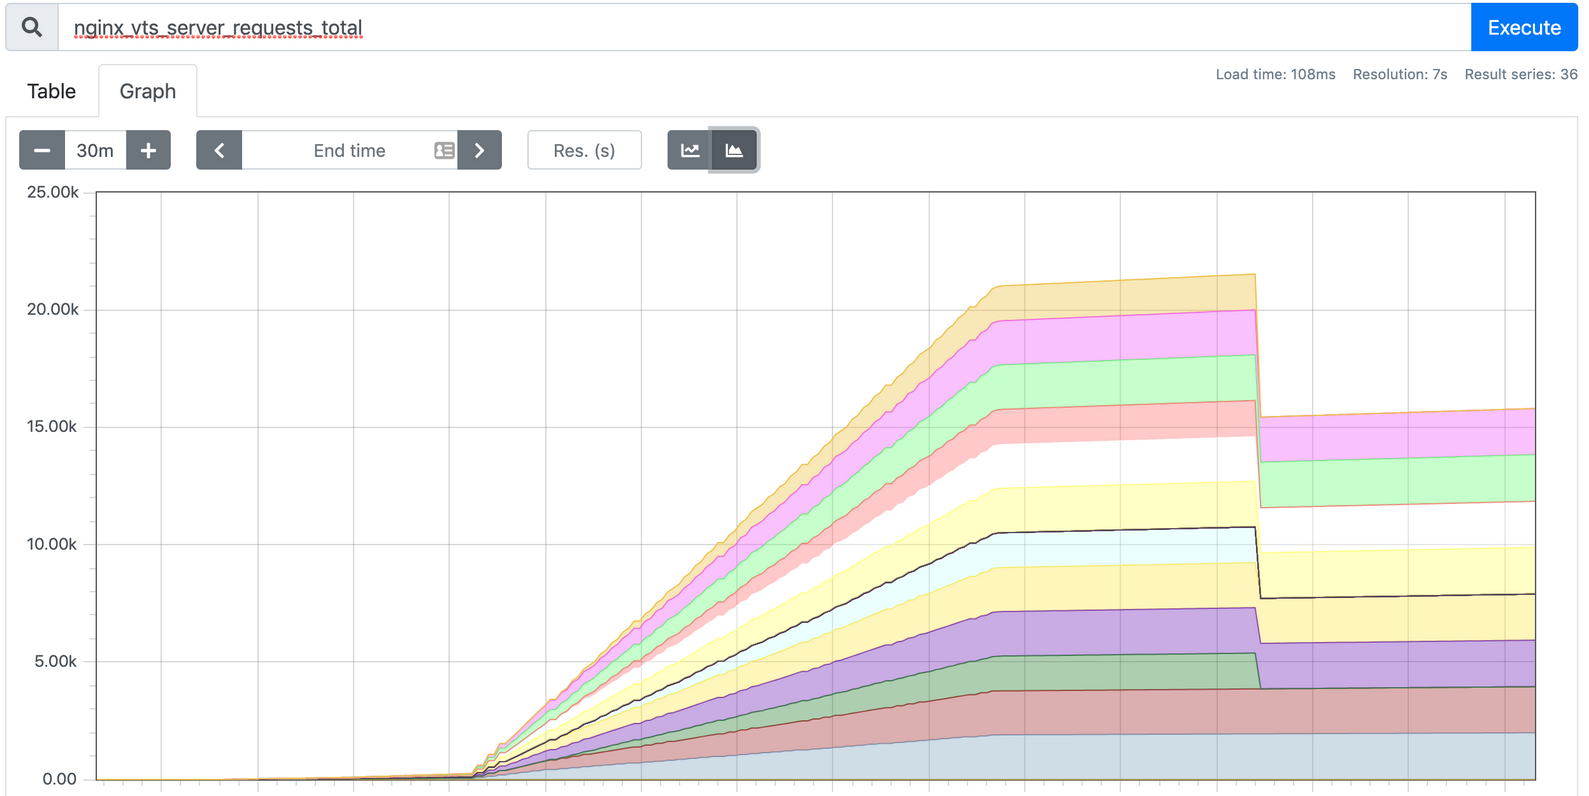 nginx_vts_server_requests_total
Execute
Load time: 108ms Resolution: 7s Result series: 36
Table Graph
30m End time Res. (s)
25.00k
20.00k
15.00k
10.00k
5.00k
0.00